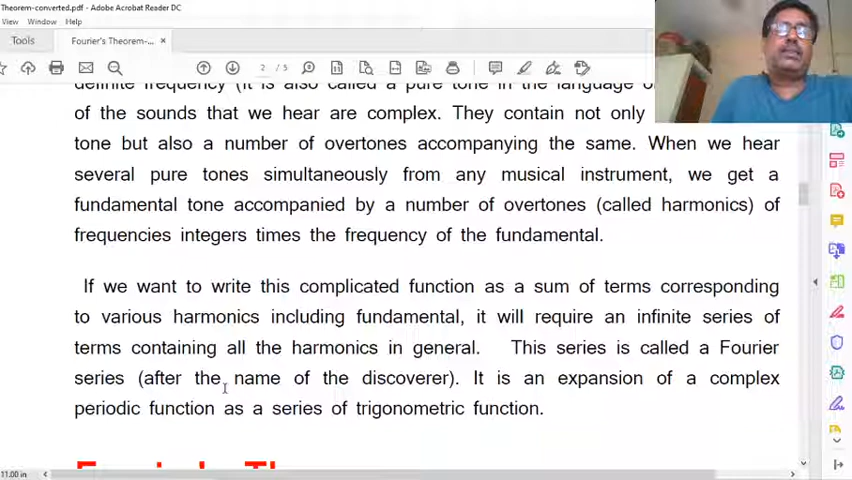 Theorem-converted.pdf - Adobe Acrobat Reader DC
View Window Help
Tools Fourier's Theorem-... ×
2 / 5
definite frequency (it is also called a pure tone in the language
of the sounds that we hear are complex. They contain not only
tone but also a number of overtones accompanying the same. When we hear
several pure tones simultaneously from any musical instrument, we get a
fundamental tone accompanied by a number of overtones (called harmonics) of
frequencies integers times the frequency of the fundamental.
If we want to write this complicated function as a sum of terms corresponding
to various harmonics including fundamental, it will require an infinite series of
terms containing all the harmonics in general. This series is called a Fourier
series (after the name of the discoverer). It is an expansion of a complex
periodic function as a series of trigonometric function.
11.00 in